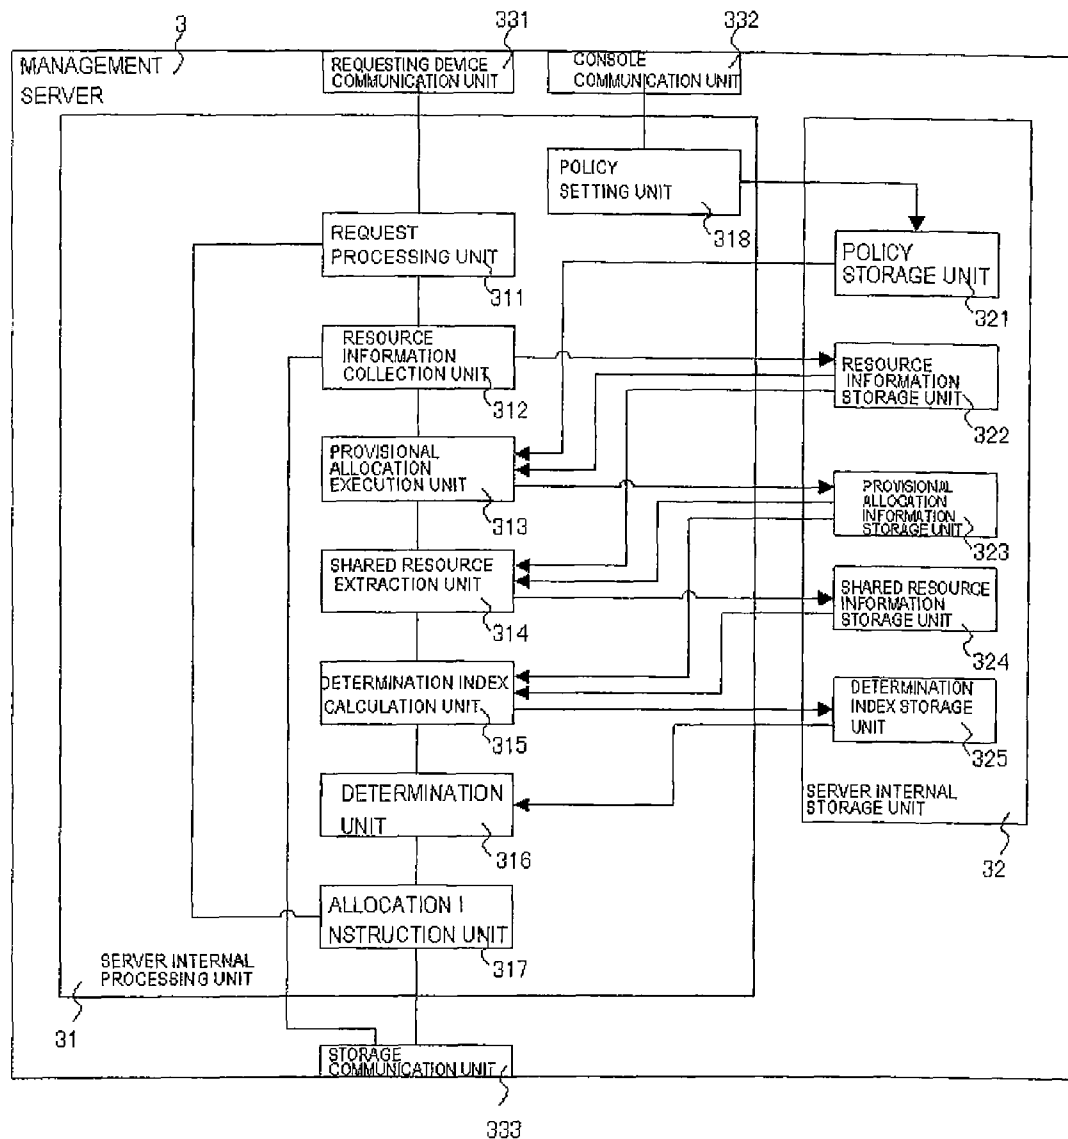 3
331
332
MANAGEMENT
SERVER
REQUESTING DEVICE
COMMUNICATION UNIT
CONSOLE
COMMUNICATION UNIT
POLICY
SETTING UNIT
318
REQUEST
PROCESSING UNIT
311
POLICY
STORAGE UNIT
321
RESOURCE
INFORMATION
COLLECTION UNIT
312
RESOURCE
INFORMATION
STORAGE UNIT
322
PROVISIONAL
ALLOCATION
EXECUTION UNIT
313
PROVISIONAL
ALLOCATION
INFORMATION
STORAGE UNIT
323
SHARED RESOURCE
EXTRACTION UNIT
314
SHARED RESOURCE
INFORMATION
STORAGE UNIT
324
DETERMINATION INDEX
CALCULATION UNIT
315
DETERMINATION
INDEX STORAGE
UNIT
325
DETERMINATION
UNIT
316
SERVER INTERNAL
STORAGE UNIT
32
ALLOCATION I
NSTRUCTION UNIT
317
SERVER INTERNAL
PROCESSING UNIT
31
STORAGE
COMMUNICATION UNIT
333